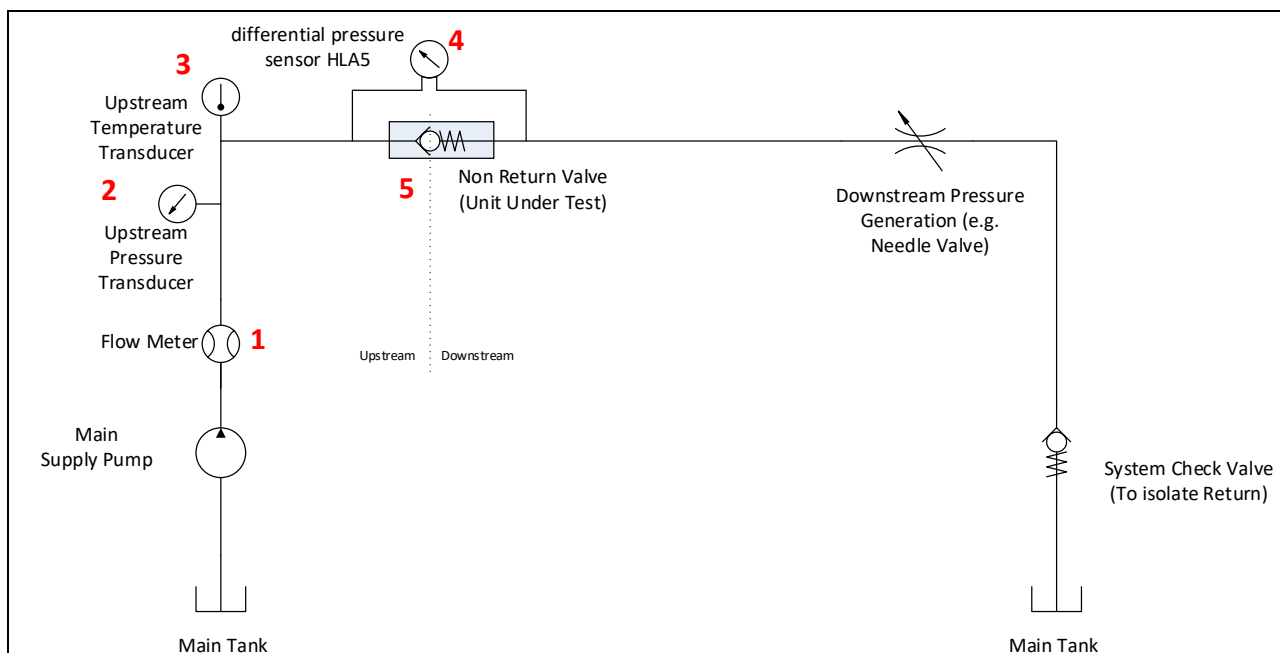 differential pressure
sensor HLA5
4
3
Upstream
Temperature
Transducer
2
Upstream
Pressure
Transducer
5
Non Return Valve
(Unit Under Test)
Downstream Pressure
Generation (e.g.
Needle Valve)
Flow Meter
1
Upstream
Downstream
Main
Supply Pump
System Check Valve
(To isolate Return)
Main Tank
Main Tank